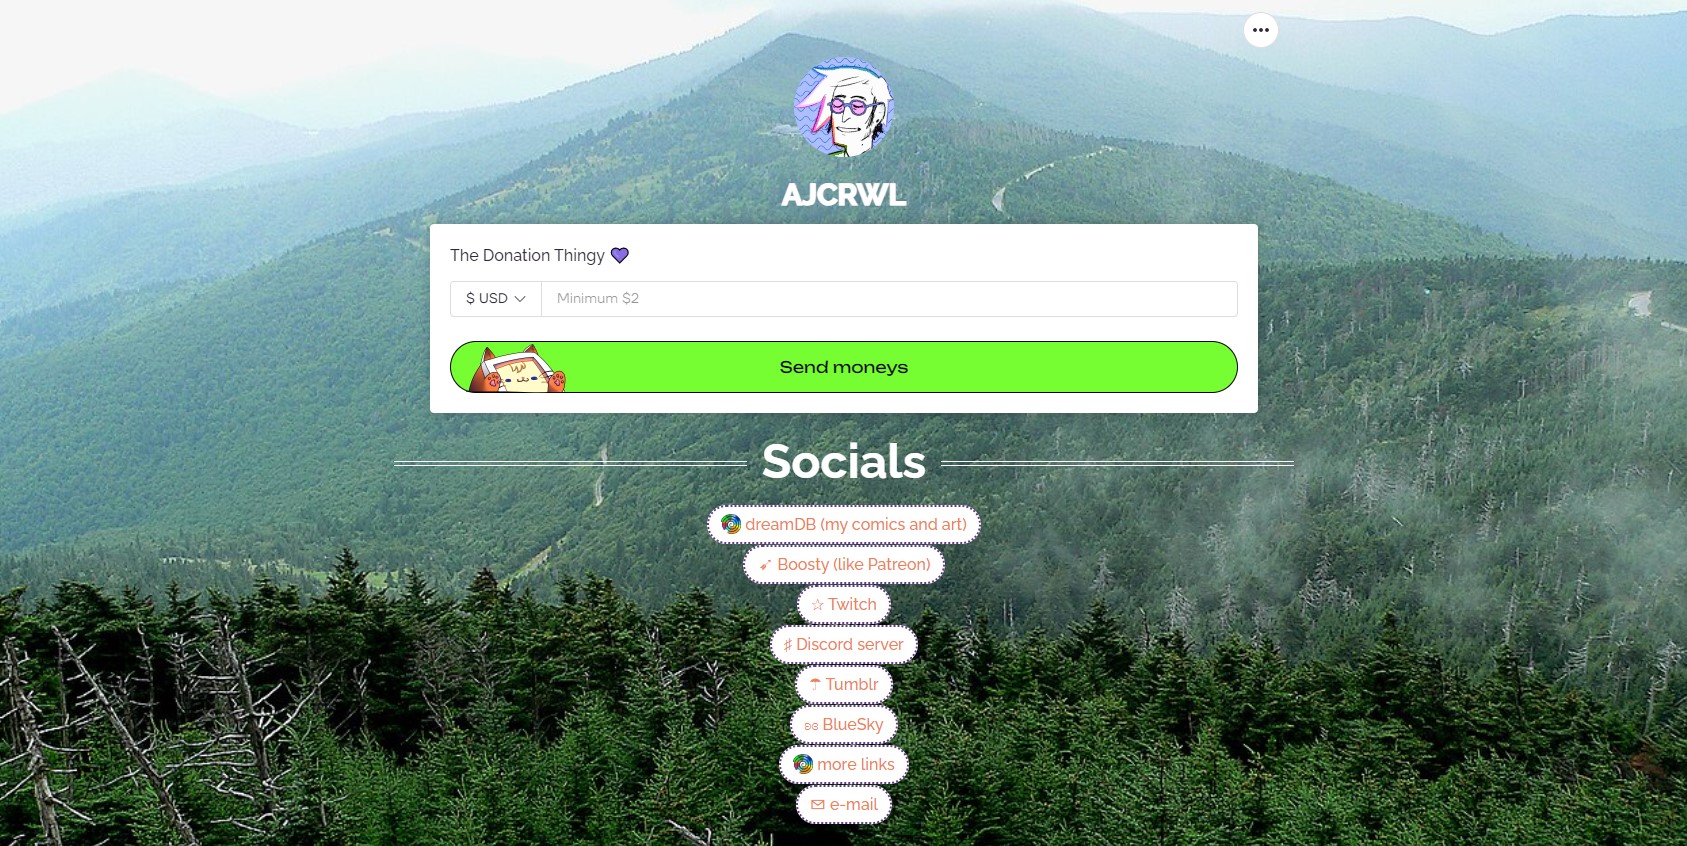 AJCRWL
The Donation Thingy 💜
$ USD
Minimum $2
Send moneys
Socials
dreamDB (my comics and art)
➶ Boosty (like Patreon)
☆ Twitch
♯ Discord server
☂ Tumblr
ʚɞ BlueSky
more links
🖂 e-mail